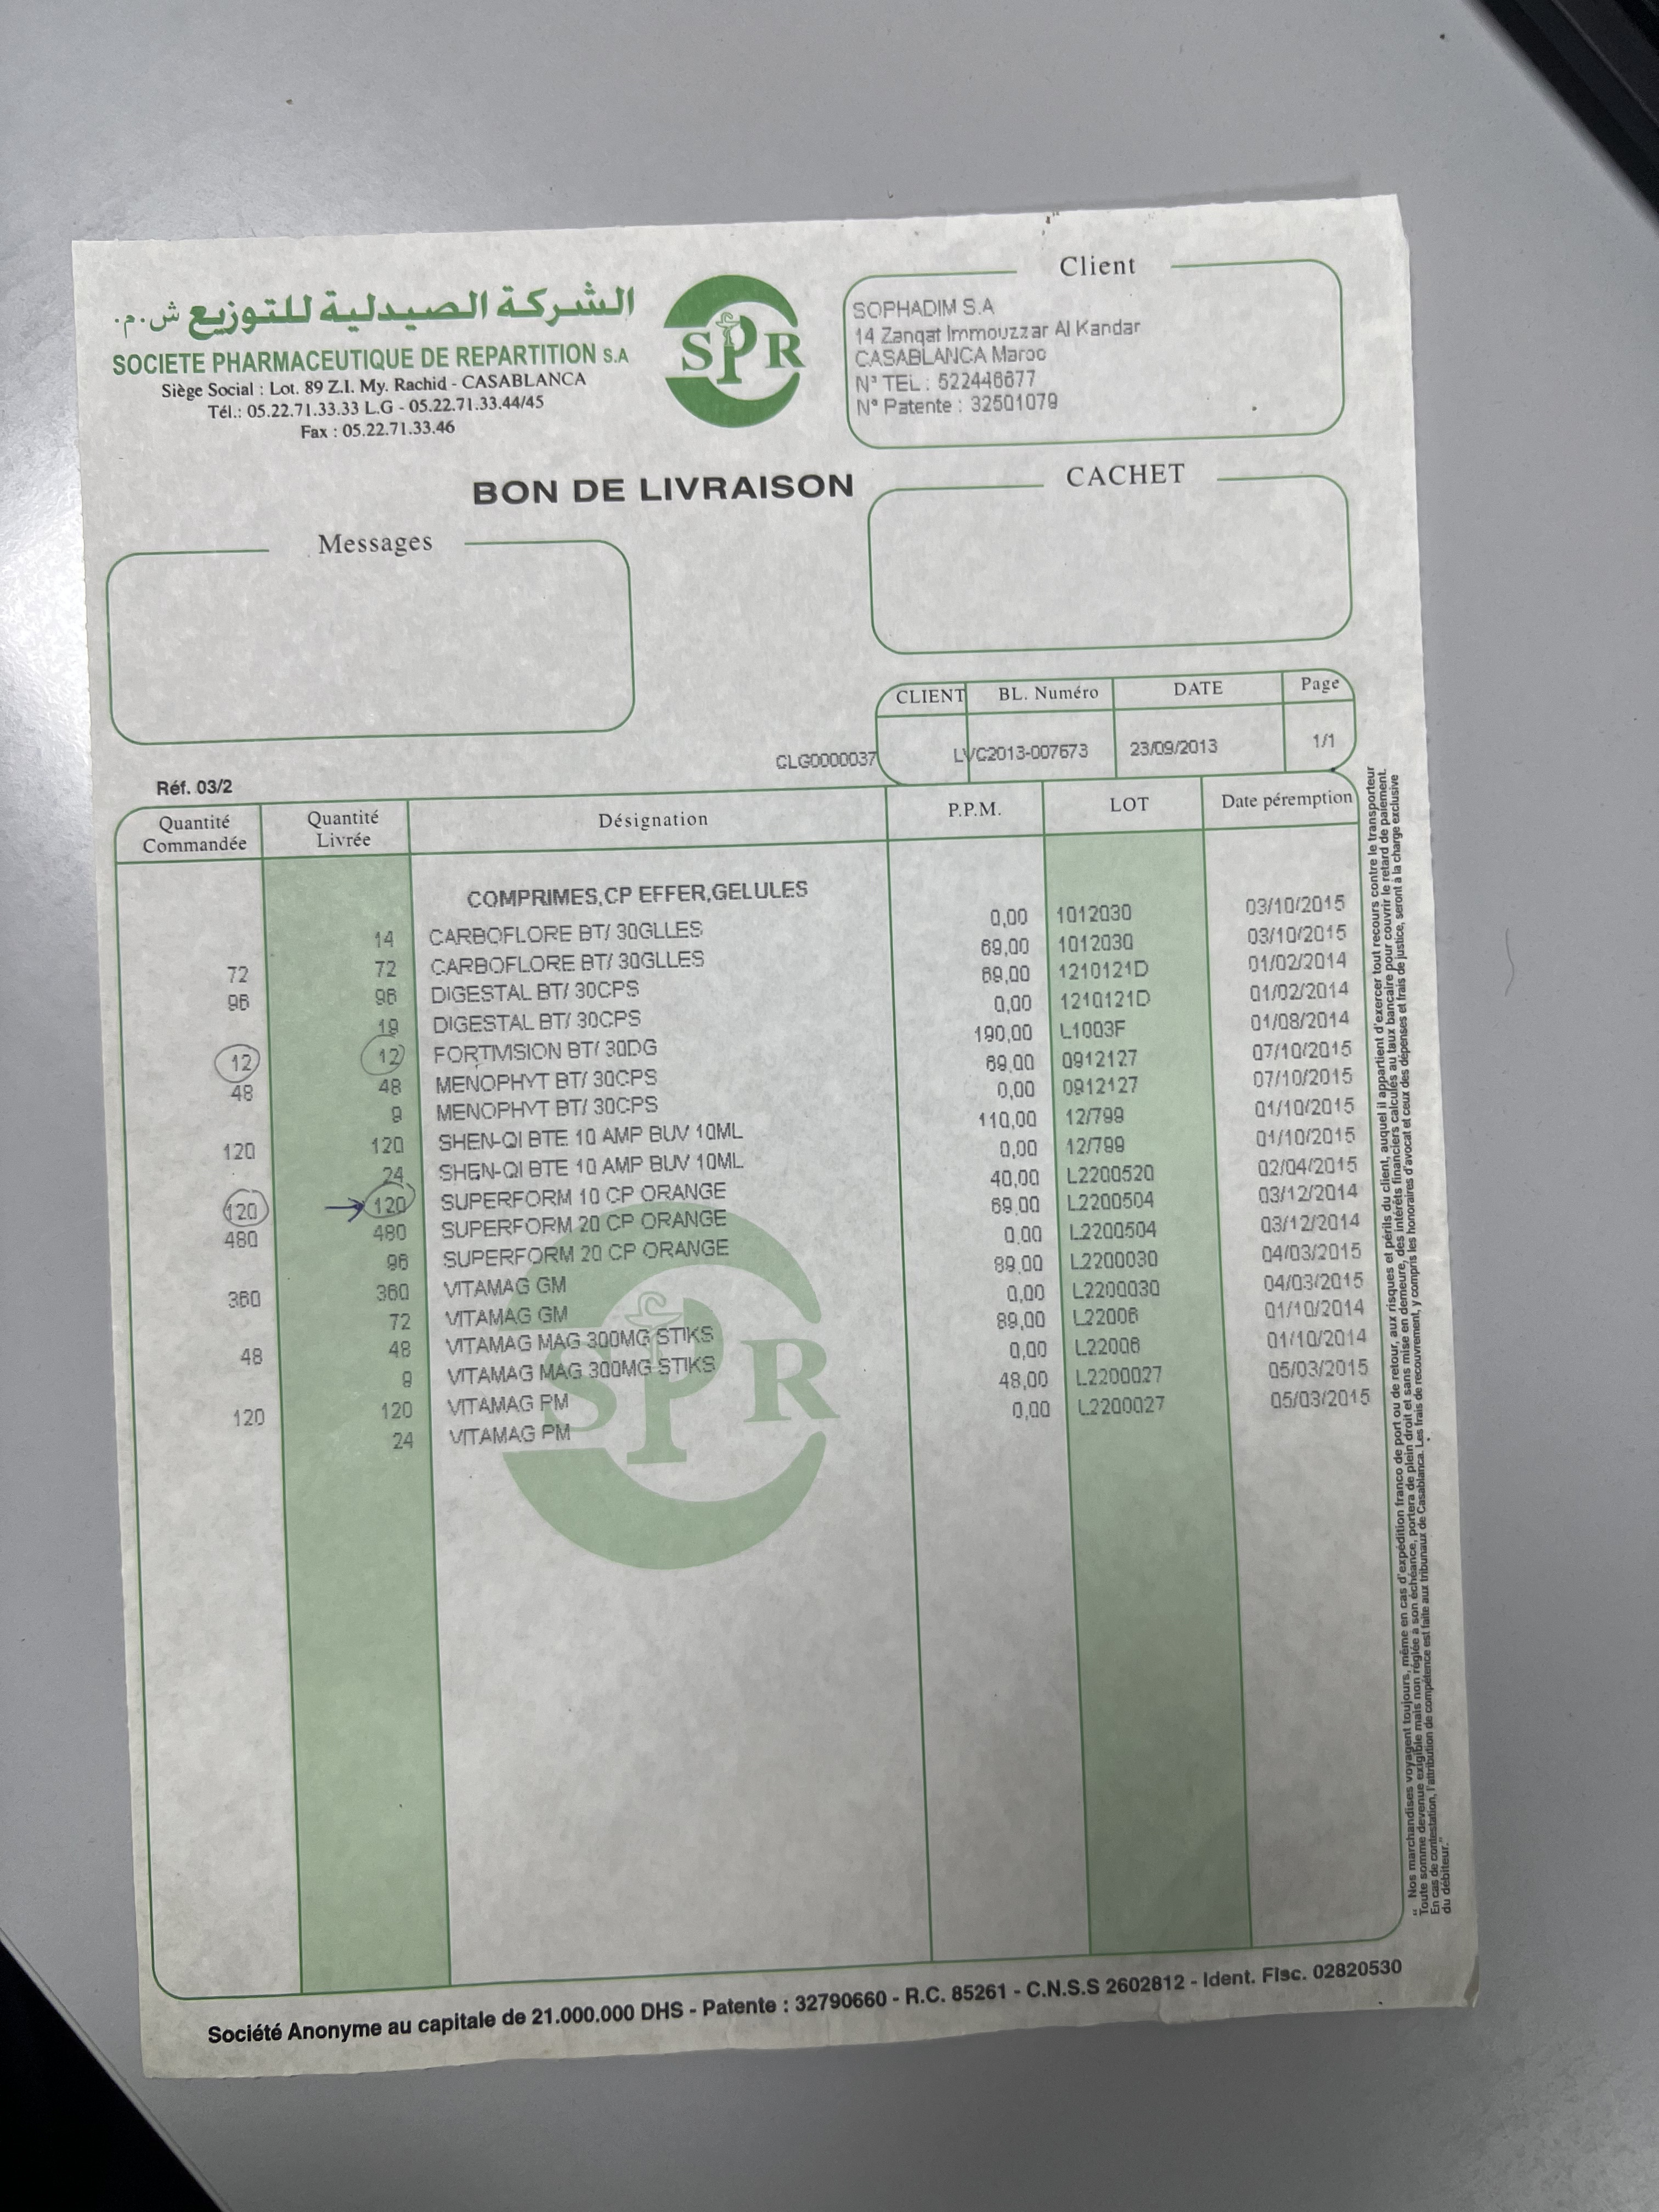 الشركة الصيدلية للتوزيع ش.م.
SOCIETE PHARMACEUTIQUE DE REPARTITION S.A
Siège Social : Lot. 89 Z.I. My. Rachid - CASABLANCA
Tél.: 05.22.71.33.33 L.G - 05.22.71.33.44/45
Fax : 05.22.71.33.46
SPR
Client
SOPHADIM S.A
14 Zanqat Immouzzar Al Kandar
CASABLANCA Maroc
N° TEL : 522446677
N° Patente : 32501079
BON DE LIVRAISON
CACHET
Messages
CLIENT BL. Numéro DATE Page
CLG0000037 LVC2013-007673 23/09/2013 1/1
Réf. 03/2
Quantité Commandée Quantité Livrée Désignation P.P.M. LOT Date péremption
COMPRIMES,CP EFFER,GELULES
14 CARBOFLORE BT/ 30GLLES 0,00 1012030 03/10/2015
72 72 CARBOFLORE BT/ 30GLLES 69,00 1012030 03/10/2015
96 96 DIGESTAL BT/ 30CPS 69,00 1210121D 01/02/2014
19 DIGESTAL BT/ 30CPS 0,00 1210121D 01/02/2014
12 12 FORTIVISION BT/ 30DG 190,00 L1003F 01/08/2014
48 48 MENOPHYT BT/ 30CPS 69,00 0912127 07/10/2015
9 MENOPHYT BT/ 30CPS 0,00 0912127 07/10/2015
120 120 SHEN-QI BTE 10 AMP BUV 10ML 110,00 12/799 01/10/2015
24 SHEN-QI BTE 10 AMP BUV 10ML 0,00 12/799 01/10/2015
120 120 SUPERFORM 10 CP ORANGE 40,00 L2200520 02/04/2015
480 480 SUPERFORM 20 CP ORANGE 69,00 L2200504 03/12/2014
96 SUPERFORM 20 CP ORANGE 0,00 L2200504 03/12/2014
360 360 VITAMAG GM 89,00 L2200030 04/03/2015
72 VITAMAG GM 0,00 L2200030 04/03/2015
48 48 VITAMAG MAG 300MG STIKS 89,00 L22006 01/10/2014
9 VITAMAG MAG 300MG STIKS 0,00 L22006 01/10/2014
120 120 VITAMAG PM 48,00 L2200027 05/03/2015
24 VITAMAG PM 0,00 L2200027 05/03/2015
SPR
" Nos marchandises voyagent toujours, même en cas d'expédition franco de port ou de retour, aux risques et périls du client, auquel il appartient d'exercer tout recours contre le transporteur
Toute somme devenue exigible mais non réglée à son échéance, portera de plein droit et sans mise en demeure, des intérêts financiers calculés au taux bancaire pour couvrir le retard de paiement.
En cas de contestation, l'attribution de compétence est faite aux tribunaux de Casablanca. Les frais de recouvrement, y compris les honoraires d'avocat et ceux des dépenses et frais de justice, seront à la charge exclusive
du débiteur."
Société Anonyme au capitale de 21.000.000 DHS - Patente : 32790660 - R.C. 85261 - C.N.S.S 2602812 - Ident. Fisc. 02820530